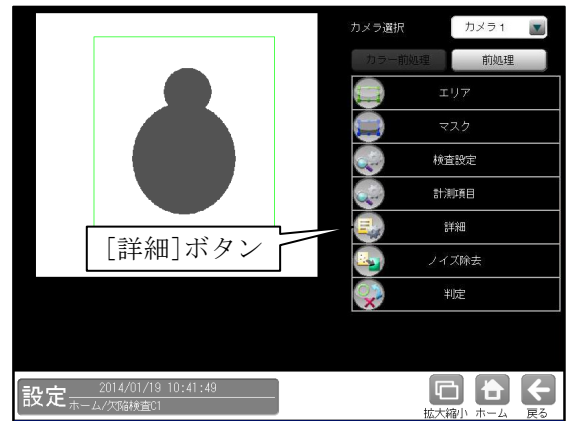 カメラ選択
カメラ1
カラー前処理
前処理
エリア
マスク
検査設定
計測項目
詳細
[詳細]ボタン
ノイズ除去
判定
設定
2014/01/19 10:41:49
ホーム/欠陥検査C1
拡大縮小
ホーム
戻る